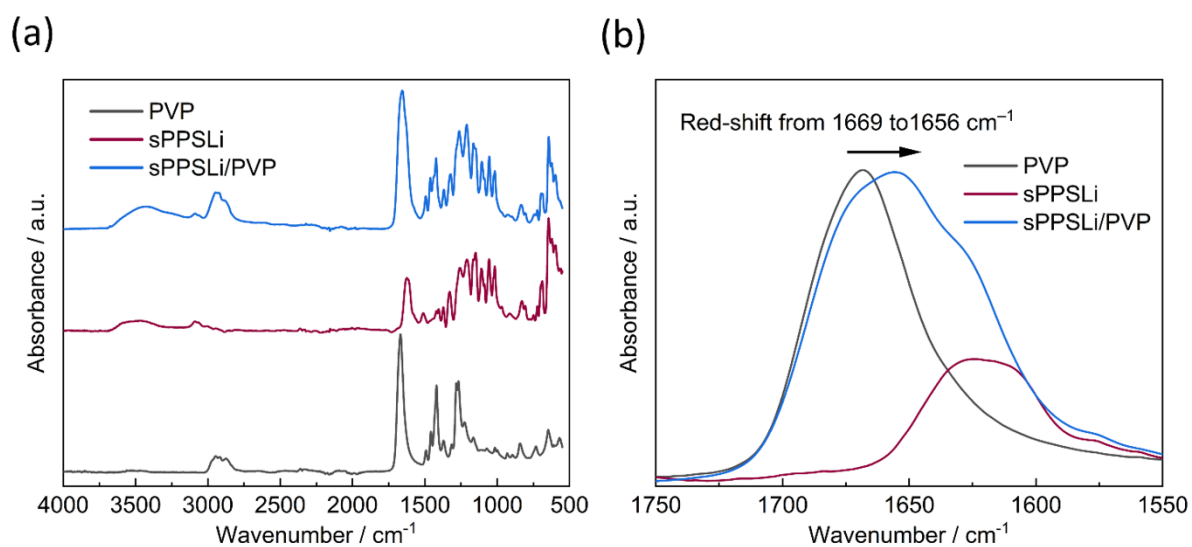 (a)
PVP
sPPSLi
sPPSLi/PVP
Absorbance / a.u.
4000 3500 3000 2500 2000 1500 1000 500
Wavenumber / cm⁻¹
(b)
Red-shift from 1669 to1656 cm⁻¹
PVP
sPPSLi
sPPSLi/PVP
Absorbance / a.u.
1750 1700 1650 1600 1550
Wavenumber / cm⁻¹